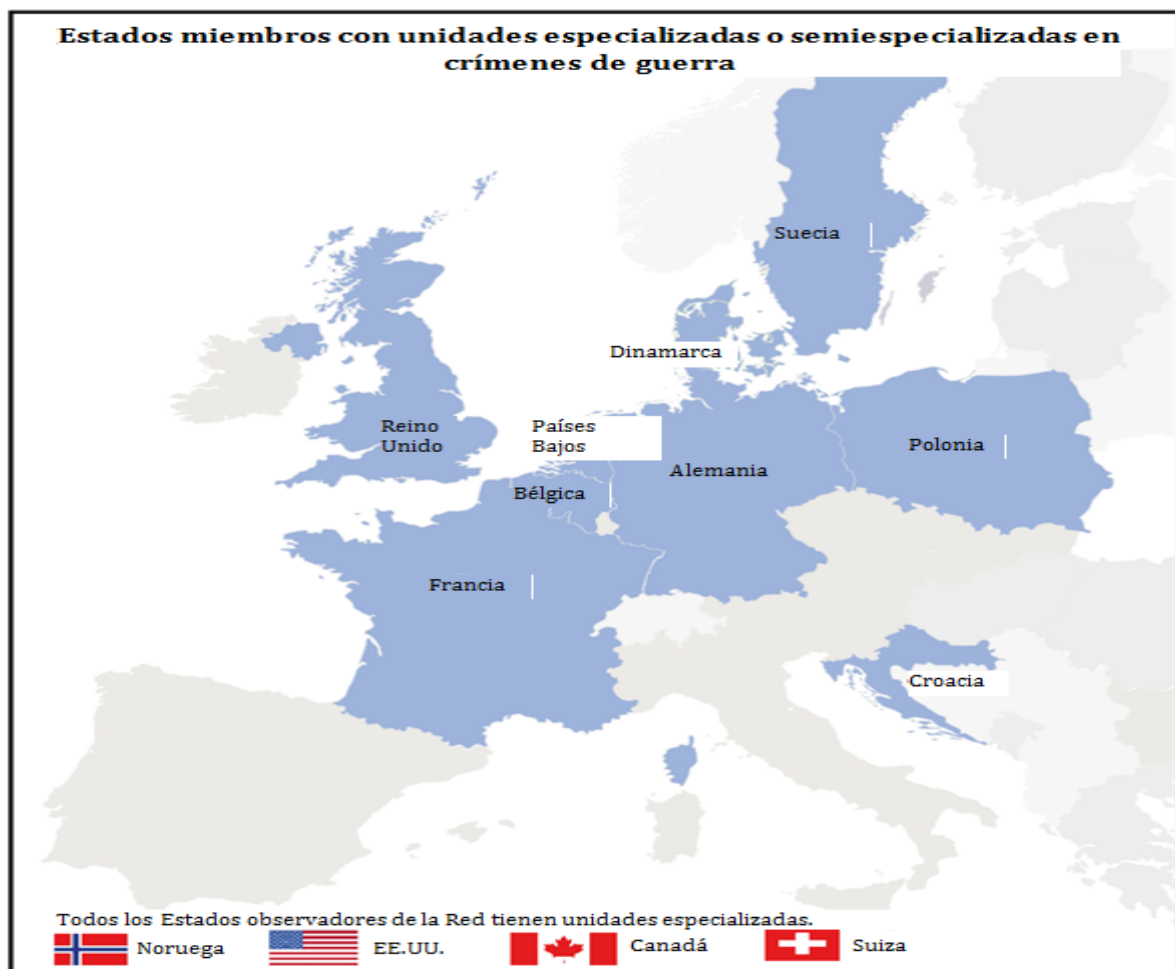 Estados miembros con unidades especializadas o semiespecializadas en
crímenes de guerra
Suecia
Dinamarca
Reino
Unido
Países
Bajos
Polonia
Alemania
Bélgica
Francia
Croacia
Todos los Estados observadores de la Red tienen unidades especializadas.
Noruega
EE.UU.
Canadá
Suiza